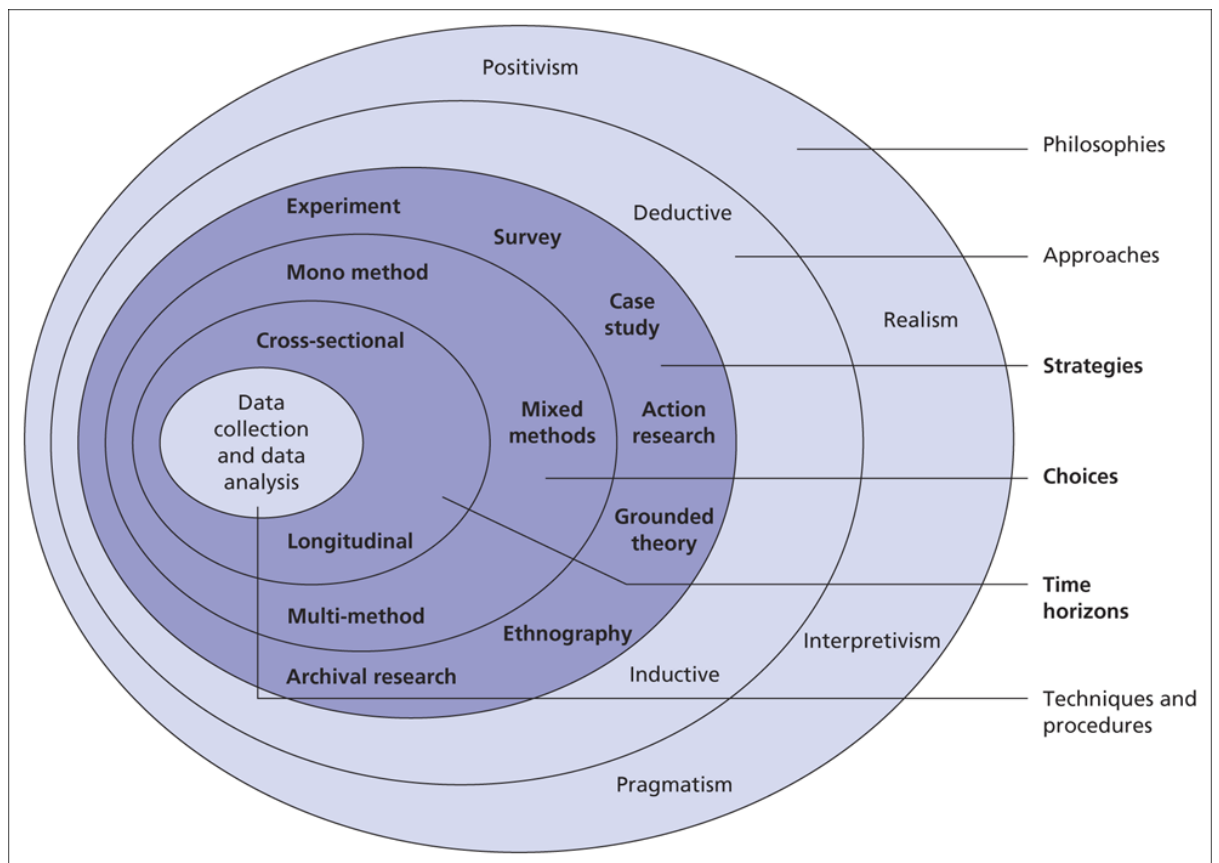 Positivism
Philosophies
Experiment
Deductive
Survey
Approaches
Mono method
Case
study
Realism
Cross-sectional
Strategies
Data
collection
and data
analysis
Mixed
methods
Action
research
Choices
Grounded
theory
Longitudinal
Time
horizons
Multi-method
Ethnography
Interpretivism
Archival research
Inductive
Techniques and
procedures
Pragmatism